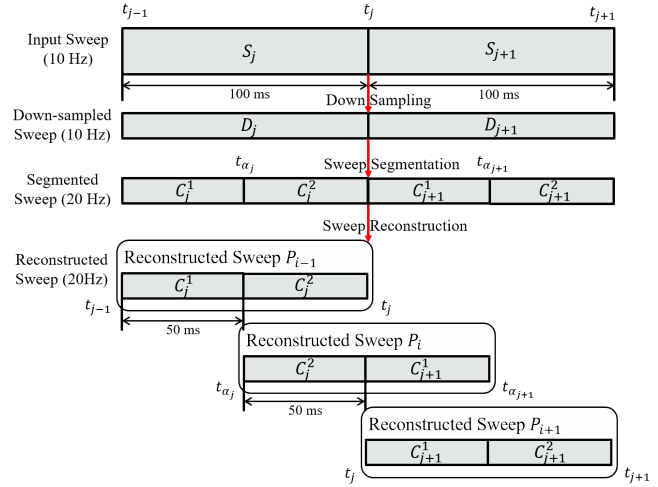 t_{j-1} t_j t_{j+1}
Input Sweep
(10 Hz)
S_j S_{j+1}
100 ms 100 ms
Down Sampling
Down-sampled
Sweep (10 Hz)
D_j D_{j+1}
t_{α_j} Sweep Segmentation t_{α_{j+1}}
Segmented
Sweep (20 Hz)
C_j^1 C_j^2 C_{j+1}^1 C_{j+1}^2
Sweep Reconstruction
Reconstructed
Sweep (20Hz)
Reconstructed Sweep P_{i-1}
C_j^1 C_j^2
t_{j-1} t_j
50 ms
Reconstructed Sweep P_i
C_j^2 C_{j+1}^1
t_{α_j} t_{α_{j+1}}
50 ms
Reconstructed Sweep P_{i+1}
C_{j+1}^1 C_{j+1}^2
t_j t_{j+1}